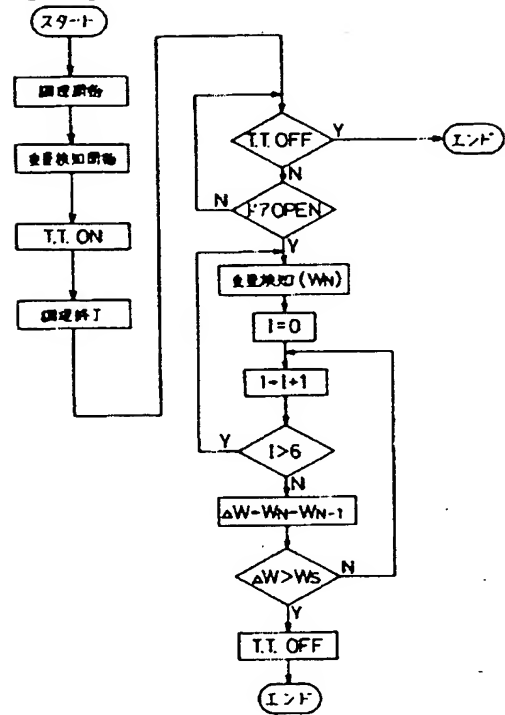 スタート
調理開始
重量検知開始
T.T. ON
調理終了
T.T. OFF
Y
エンド
N
ドアOPEN
N
Y
重量検知(WN)
I=0
I-I+1
I>6
Y
N
△W-WN-WN-1
△W>WS
N
Y
T.T. OFF
エンド